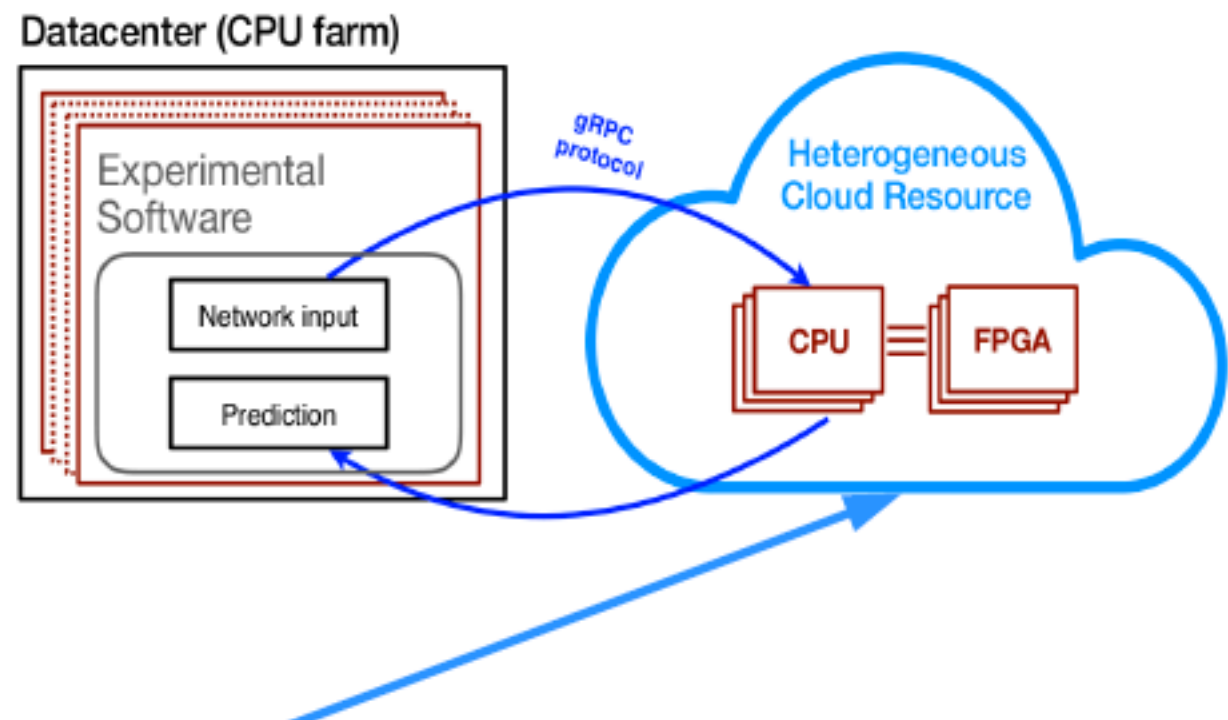 Datacenter (CPU farm)
Experimental
Software
Network input
Prediction
gRPC
protocol
Heterogeneous
Cloud Resource
CPU
FPGA